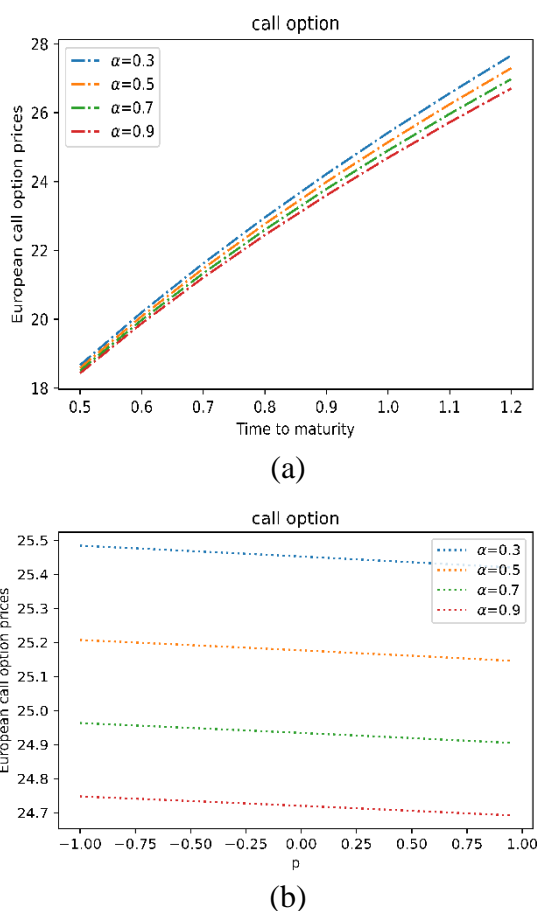 call option
28
26
24
22
20
18
European call option prices
α=0.3
α=0.5
α=0.7
α=0.9
0.5 0.6 0.7 0.8 0.9 1.0 1.1 1.2
Time to maturity
(a)
call option
25.5
25.4
25.3
25.2
25.1
25.0
24.9
24.8
24.7
European call option prices
α=0.3
α=0.5
α=0.7
α=0.9
−1.00 −0.75 −0.50 −0.25 0.00 0.25 0.50 0.75 1.00
p
(b)